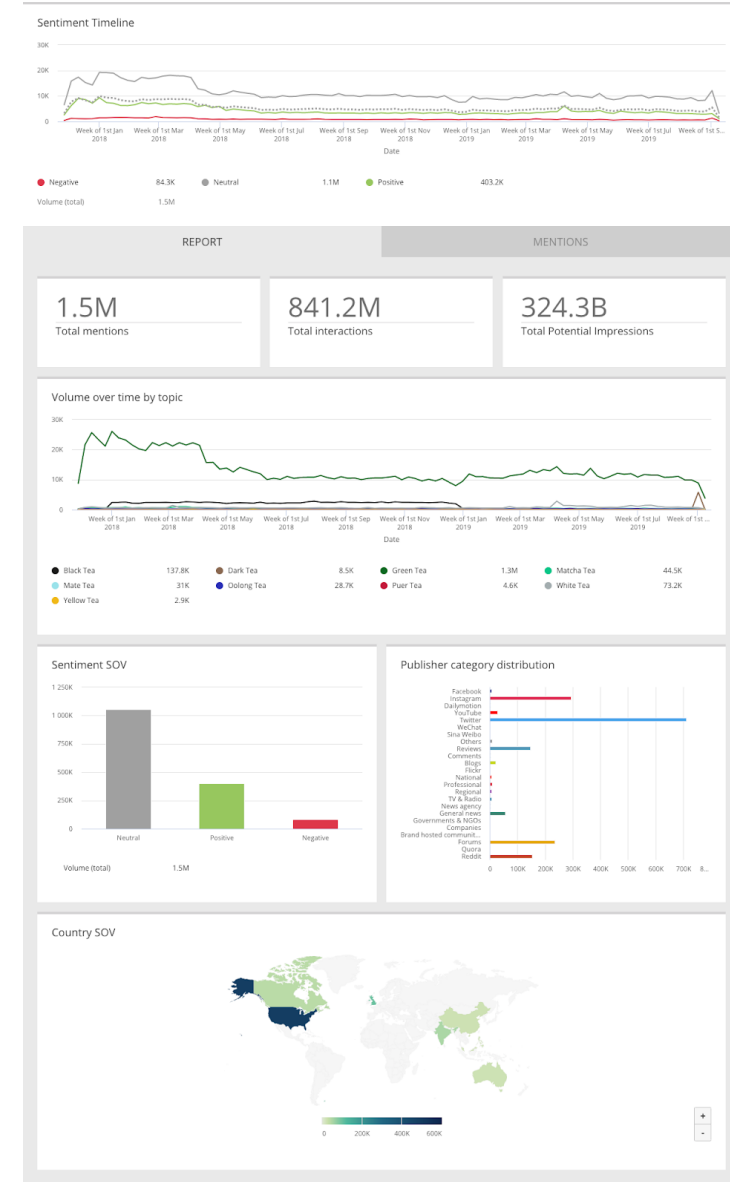 Sentiment Timeline
30K
20K
10K
0
Week of 1st Jan 2018 Week of 1st Mar 2018 Week of 1st May 2018 Week of 1st Jul 2018 Week of 1st Sep 2018 Week of 1st Nov 2018 Week of 1st Jan 2019 Week of 1st Mar 2019 Week of 1st May 2019 Week of 1st Jul 2019 Week of 1st S...
Date
Negative 84.3K Neutral 1.1M Positive 403.2K
Volume (total) 1.5M
REPORT MENTIONS
1.5M 841.2M 324.3B
Total mentions Total interactions Total Potential Impressions
Volume over time by topic
30K
20K
10K
0
Week of 1st Jan 2018 Week of 1st Mar 2018 Week of 1st May 2018 Week of 1st Jul 2018 Week of 1st Sep 2018 Week of 1st Nov 2018 Week of 1st Jan 2019 Week of 1st Mar 2019 Week of 1st May 2019 Week of 1st Jul 2019 Week of 1st ...
Date
Black Tea 137.8K Dark Tea 8.5K Green Tea 1.3M Matcha Tea 44.5K
Mate Tea 31K Oolong Tea 28.7K Puer Tea 4.6K White Tea 73.2K
Yellow Tea 2.9K
Sentiment SOV
1 250K
1 000K
750K
500K
250K
0
Neutral Positive Negative
Volume (total) 1.5M
Publisher category distribution
Facebook
Instagram
Dailymotion
YouTube
Twitter
WeChat
Sina Weibo
Others
Reviews
Comments
Blogs
Flickr
National
Professional
Regional
TV & Radio
News agency
General news
Governments & NGOs
Companies
Brand hosted communit...
Forums
Quora
Reddit
0 100K 200K 300K 400K 500K 600K 700K 8...
Country SOV
0 200K 400K 600K
+
-